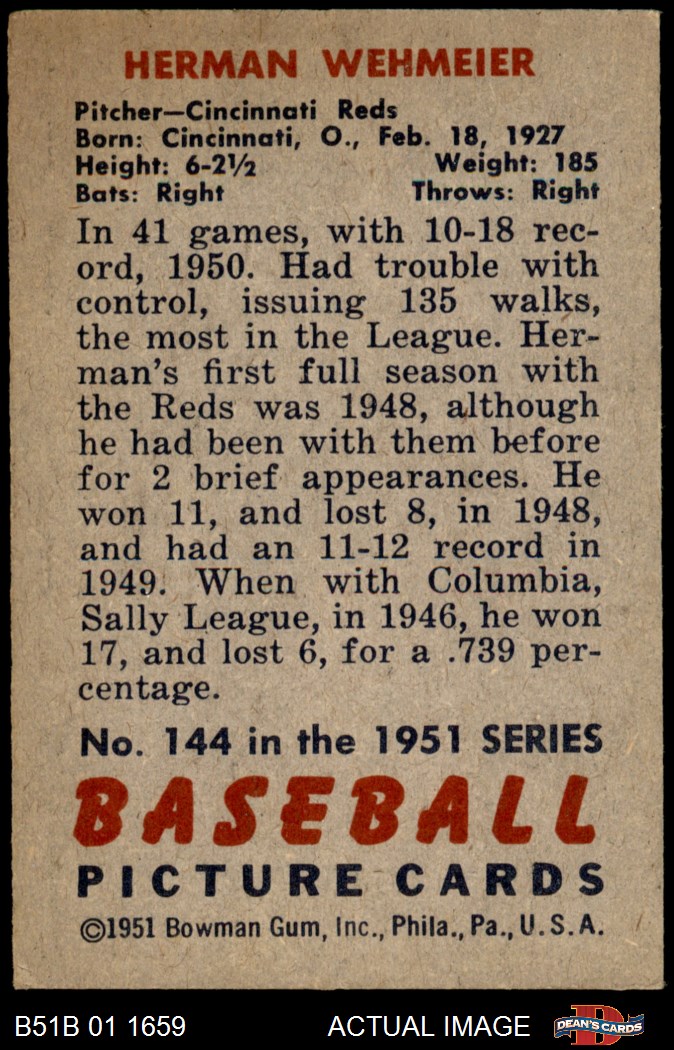 HERMAN WEHMEIER
Pitcher—Cincinnati Reds
Born: Cincinnati, O., Feb. 18, 1927
Height: 6-2½ Weight: 185
Bats: Right Throws: Right
In 41 games, with 10-18 rec-
ord, 1950. Had trouble with
control, issuing 135 walks,
the most in the League. Her-
man's first full season with
the Reds was 1948, although
he had been with them before
for 2 brief appearances. He
won 11, and lost 8, in 1948,
and had an 11-12 record in
1949. When with Columbia,
Sally League, in 1946, he won
17, and lost 6, for a .739 per-
centage.
No. 144 in the 1951 SERIES
BASEBALL
PICTURE CARDS
©1951 Bowman Gum, Inc., Phila., Pa., U.S.A.
B51B 01 1659 ACTUAL IMAGE D DEAN'S CARDS